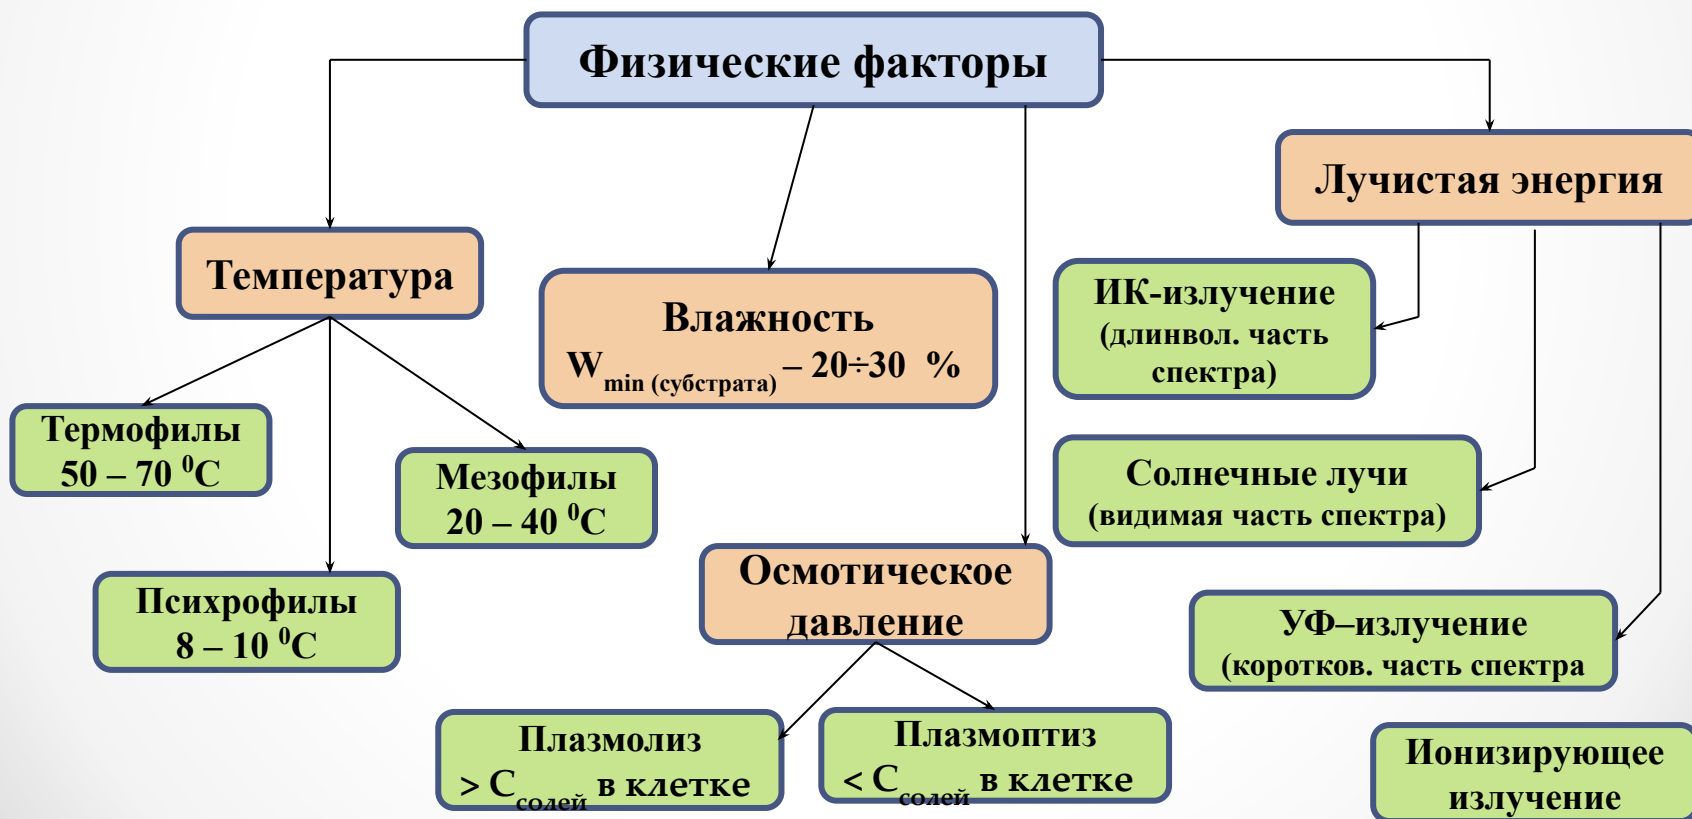 Физические факторы
Лучистая энергия
Температура
Влажность
W min (субстрата) – 20÷30 %
ИК-излучение
(длинвол. часть
спектра)
Термофилы
50 – 70 ⁰С
Мезофилы
20 – 40 ⁰С
Солнечные лучи
(видимая часть спектра)
Психрофилы
8 – 10 ⁰С
Осмотическое
давление
УФ–излучение
(коротков. часть спектра
Плазмолиз
> С солей в клетке
Плазмоптиз
< С солей в клетке
Ионизирующее
излучение